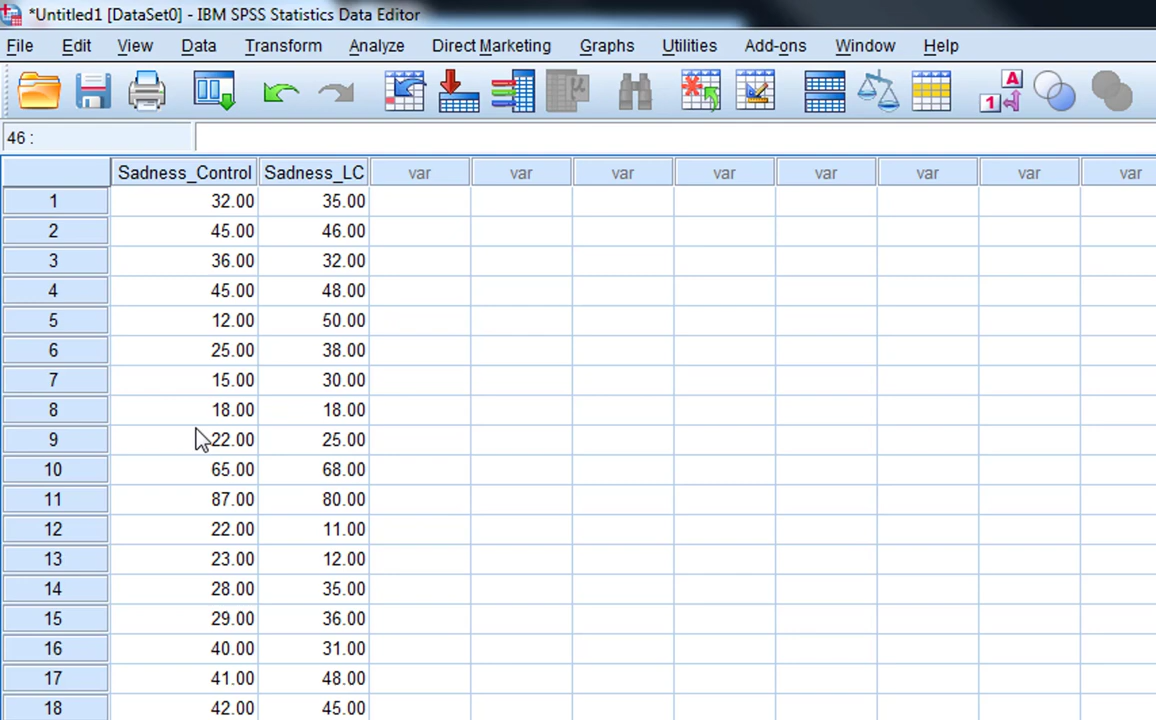 *Untitled1 [DataSet0] - IBM SPSS Statistics Data Editor
File Edit View Data Transform Analyze Direct Marketing Graphs Utilities Add-ons Window Help
46 :
Sadness_Control Sadness_LC var var var var var var var var
1 32.00 35.00
2 45.00 46.00
3 36.00 32.00
4 45.00 48.00
5 12.00 50.00
6 25.00 38.00
7 15.00 30.00
8 18.00 18.00
9 22.00 25.00
10 65.00 68.00
11 87.00 80.00
12 22.00 11.00
13 23.00 12.00
14 28.00 35.00
15 29.00 36.00
16 40.00 31.00
17 41.00 48.00
18 42.00 45.00